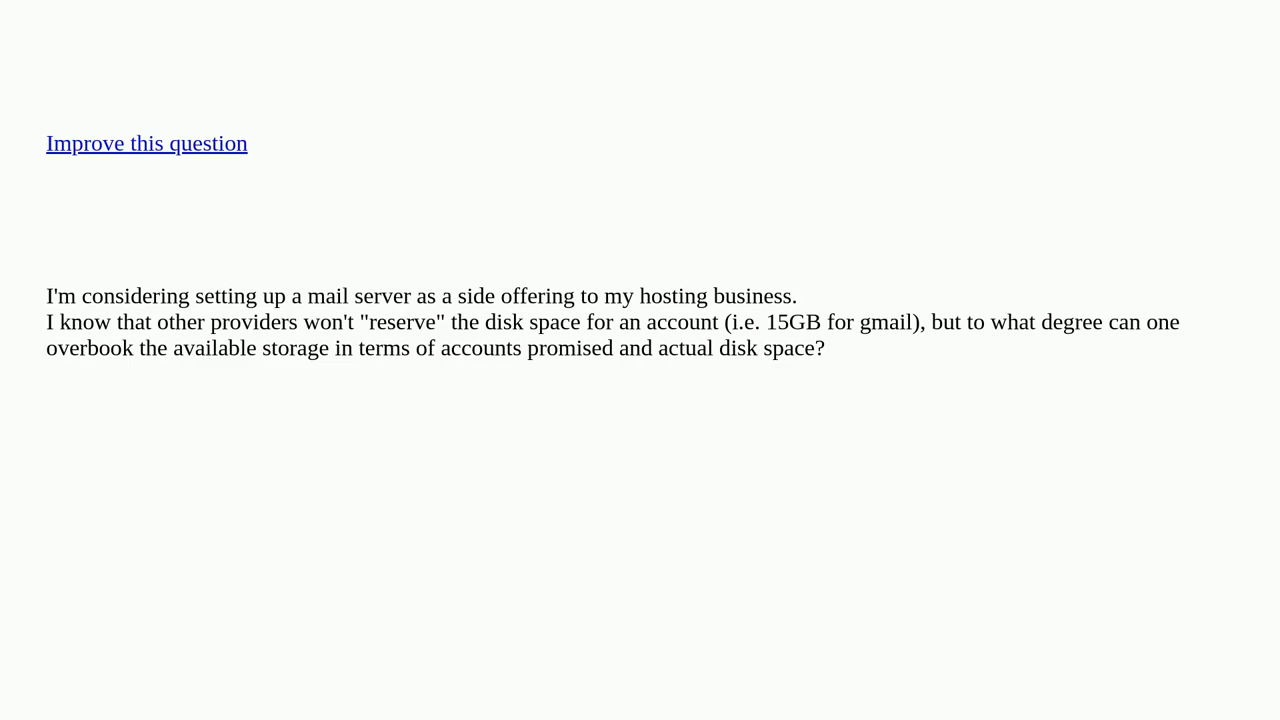 Improve this question
I'm considering setting up a mail server as a side offering to my hosting business.
I know that other providers won't "reserve" the disk space for an account (i.e. 15GB for gmail), but to what degree can one
overbook the available storage in terms of accounts promised and actual disk space?